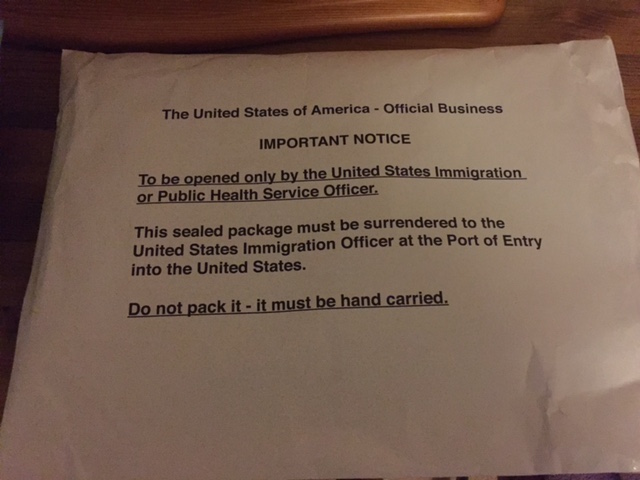 The United States of America - Official Business
IMPORTANT NOTICE
To be opened only by the United States Immigration
or Public Health Service Officer.
This sealed package must be surrendered to the
United States Immigration Officer at the Port of Entry
into the United States.
Do not pack it - it must be hand carried.